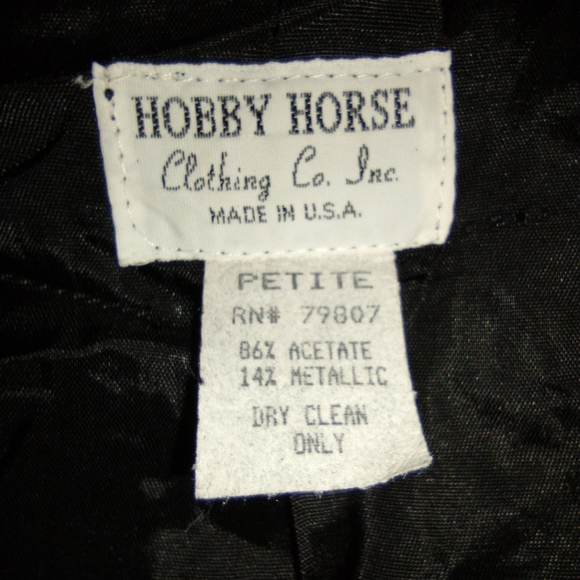 HOBBY HORSE
Clothing Co. Inc.
MADE IN U.S.A.
PETITE
RN# 79807
86% ACETATE
14% METALLIC
DRY CLEAN
ONLY